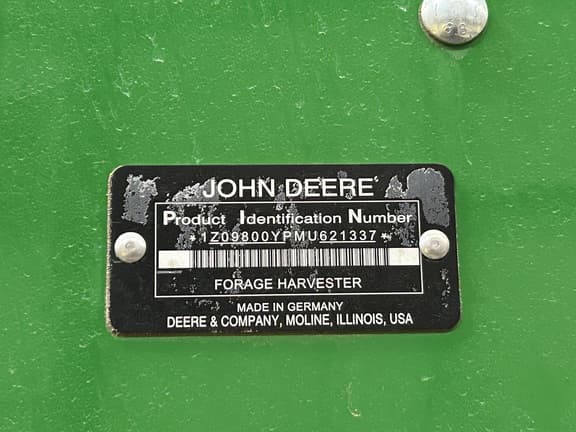 JOHN DEERE
Product Identification Number
*1Z09800YPMU621337*
FORAGE HARVESTER
MADE IN GERMANY
DEERE & COMPANY, MOLINE, ILLINOIS, USA